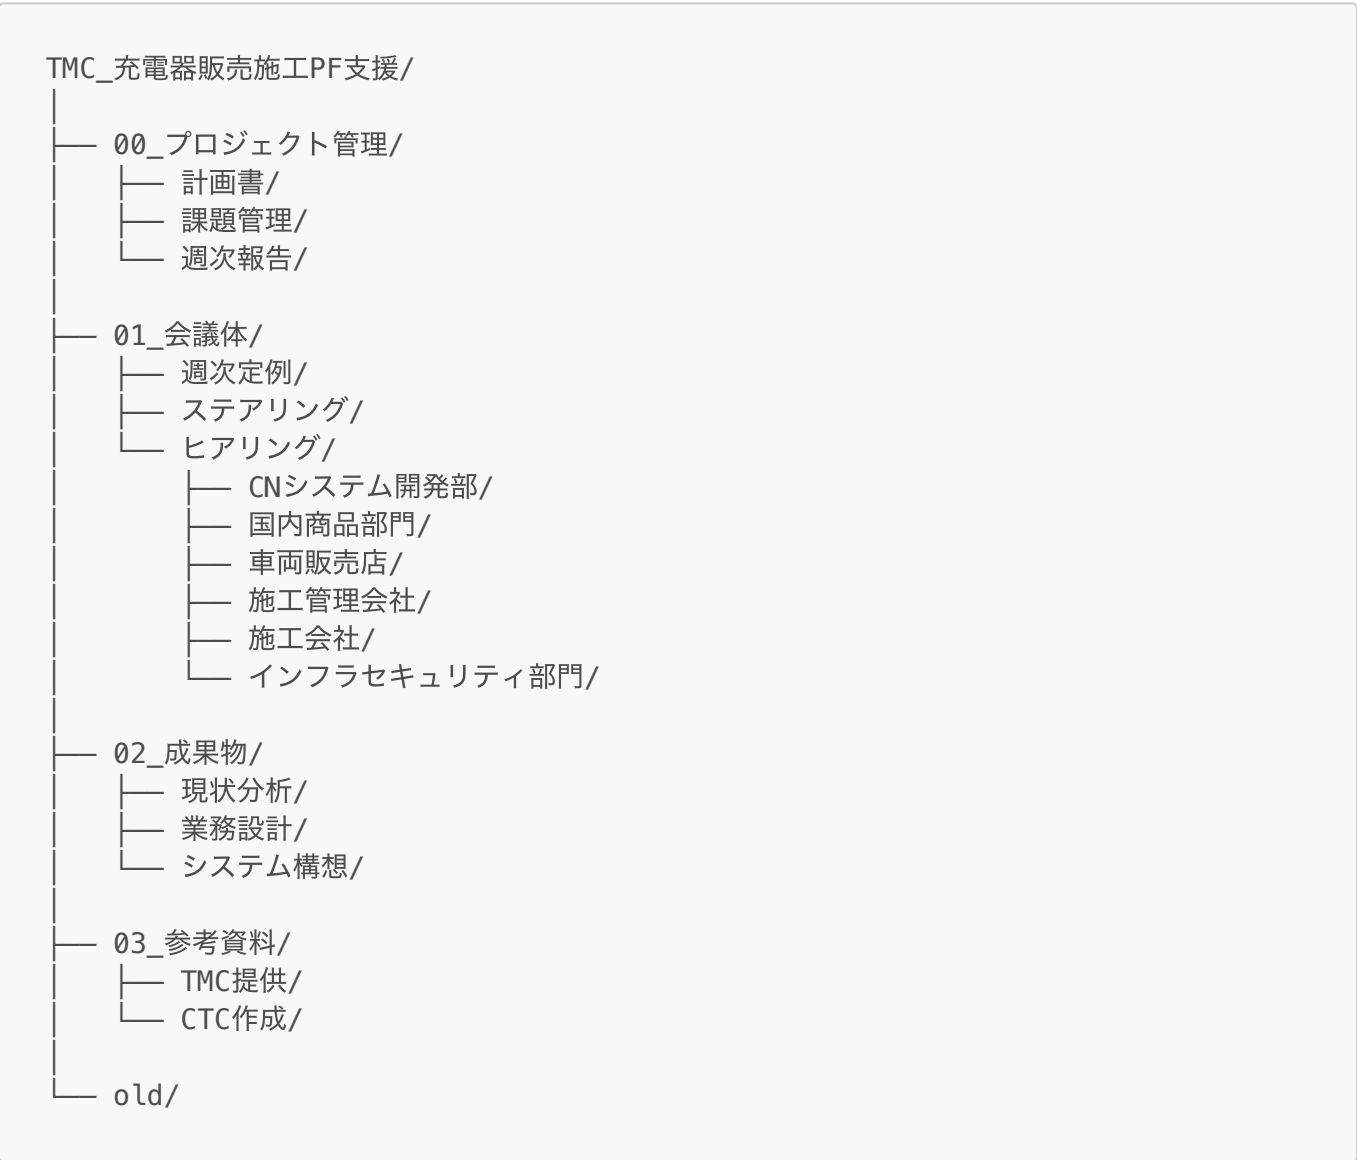 TMC_充電器販売施工PF支援/
│
├── 00_プロジェクト管理/
│   ├── 計画書/
│   ├── 課題管理/
│   └── 週次報告/
│
├── 01_会議体/
│   ├── 週次定例/
│   ├── ステアリング/
│   └── ヒアリング/
│       ├── CNシステム開発部/
│       ├── 国内商品部門/
│       ├── 車両販売店/
│       ├── 施工管理会社/
│       ├── 施工会社/
│       └── インフラセキュリティ部門/
│
├── 02_成果物/
│   ├── 現状分析/
│   ├── 業務設計/
│   └── システム構想/
│
├── 03_参考資料/
│   ├── TMC提供/
│   └── CTC作成/
│
└── old/